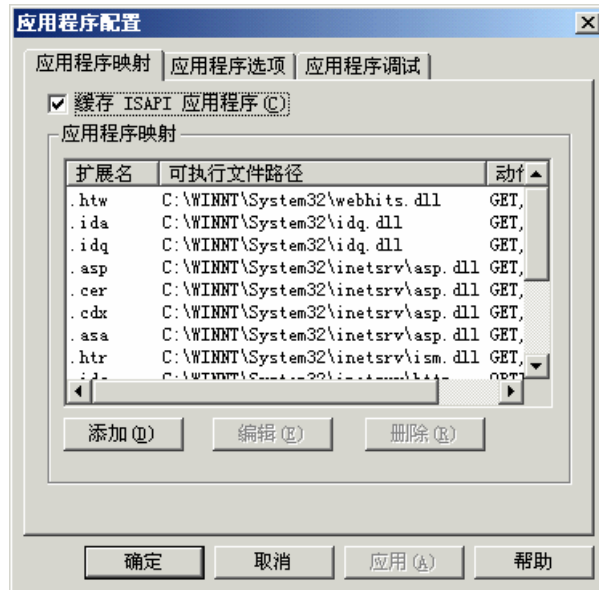 应用程序配置
应用程序映射 应用程序选项 应用程序调试
缓存 ISAPI 应用程序(C)
应用程序映射
扩展名 可执行文件路径 动作
.htw C:\WINNT\System32\webhits.dll GET,
.ida C:\WINNT\System32\idq.dll GET,
.idq C:\WINNT\System32\idq.dll GET,
.asp C:\WINNT\System32\inetsrv\asp.dll GET,
.cer C:\WINNT\System32\inetsrv\asp.dll GET,
.cdx C:\WINNT\System32\inetsrv\asp.dll GET,
.asa C:\WINNT\System32\inetsrv\asp.dll GET,
.htr C:\WINNT\System32\inetsrv\ism.dll GET,
添加(D) 编辑(E) 删除(R)
确定 取消 应用(A) 帮助